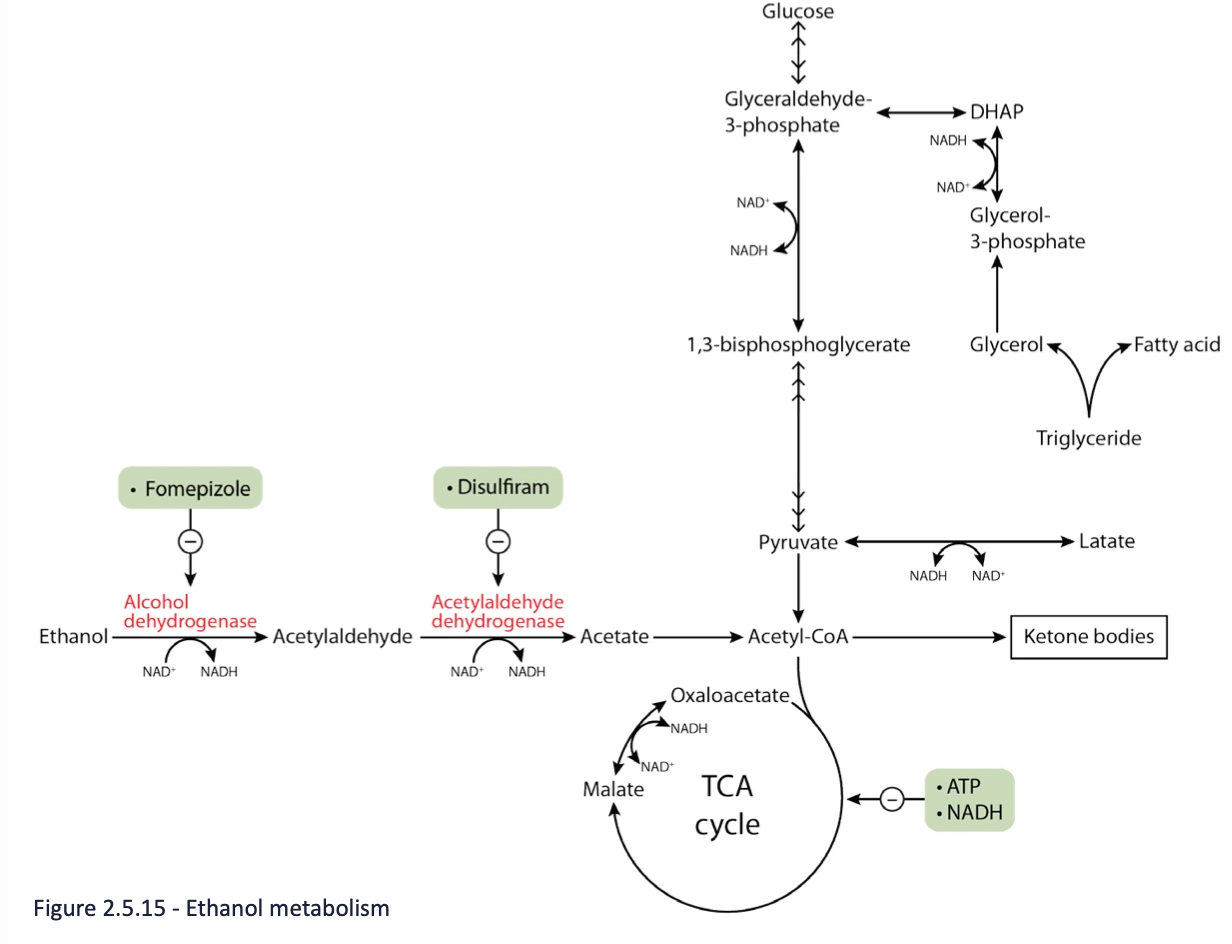 Glucose
Glyceraldehyde-
3-phosphate
DHAP
NADH
NAD+
Glycerol-
3-phosphate
NAD+
NADH
1,3-bisphosphoglycerate
Glycerol
Fatty acid
Triglyceride
• Fomepizole
• Disulfiram
Pyruvate
Latate
NADH
NAD+
Alcohol
dehydrogenase
Acetylaldehyde
dehydrogenase
Ethanol
Acetylaldehyde
Acetate
Acetyl-CoA
Ketone bodies
NAD+
NADH
NAD+
NADH
Oxaloacetate
NADH
NAD+
Malate
TCA
cycle
• ATP
• NADH
Figure 2.5.15 - Ethanol metabolism